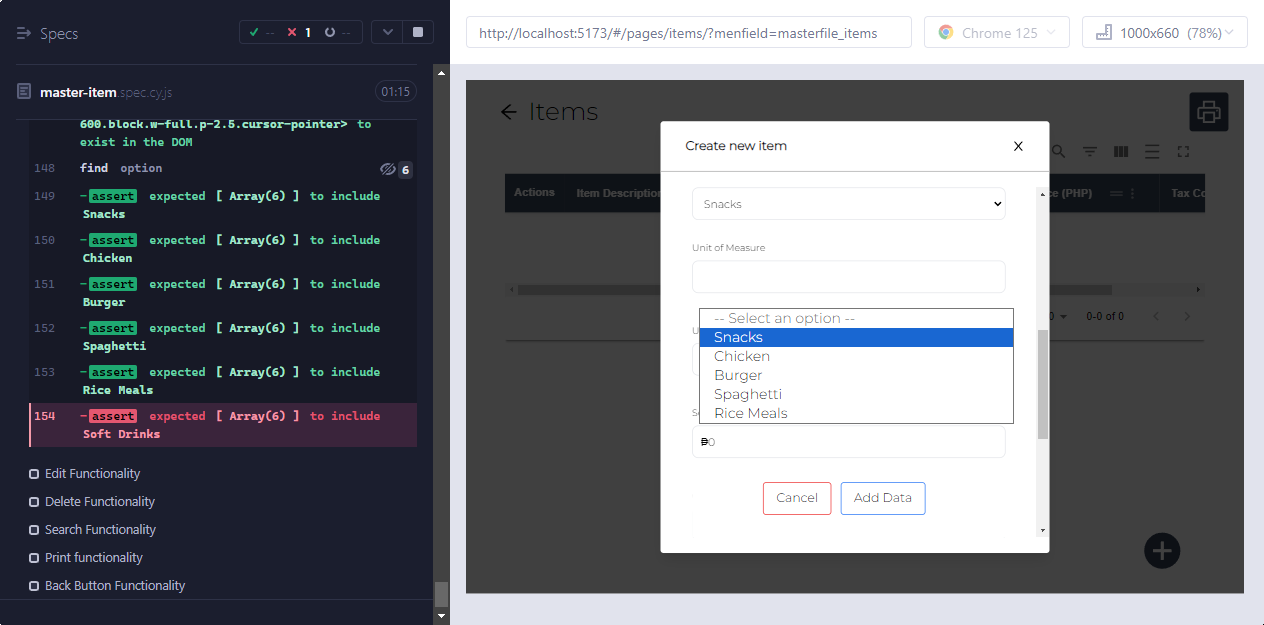 Specs
-- 1 --
master-item.spec.cy.js 01:15
600.block.w-full.p-2.5.cursor-pointer> to
exist in the DOM
148 find option 6
149 -assert expected [ Array(6) ] to include
Snacks
150 -assert expected [ Array(6) ] to include
Chicken
151 -assert expected [ Array(6) ] to include
Burger
152 -assert expected [ Array(6) ] to include
Spaghetti
153 -assert expected [ Array(6) ] to include
Rice Meals
154 -assert expected [ Array(6) ] to include
Soft Drinks
Edit Functionality
Delete Functionality
Search Functionality
Print functionality
Back Button Functionality
http://localhost:5173/#/pages/items/?menfield=masterfile_items
Chrome 125
1000x660 (78%)
Items
Create new item X
Actions Item Description (PHP) Tax
Snacks
Unit of Measure
-- Select an option --
Snacks
Chicken
Burger
Spaghetti
Rice Meals
0-0 of 0
₱0
Cancel Add Data